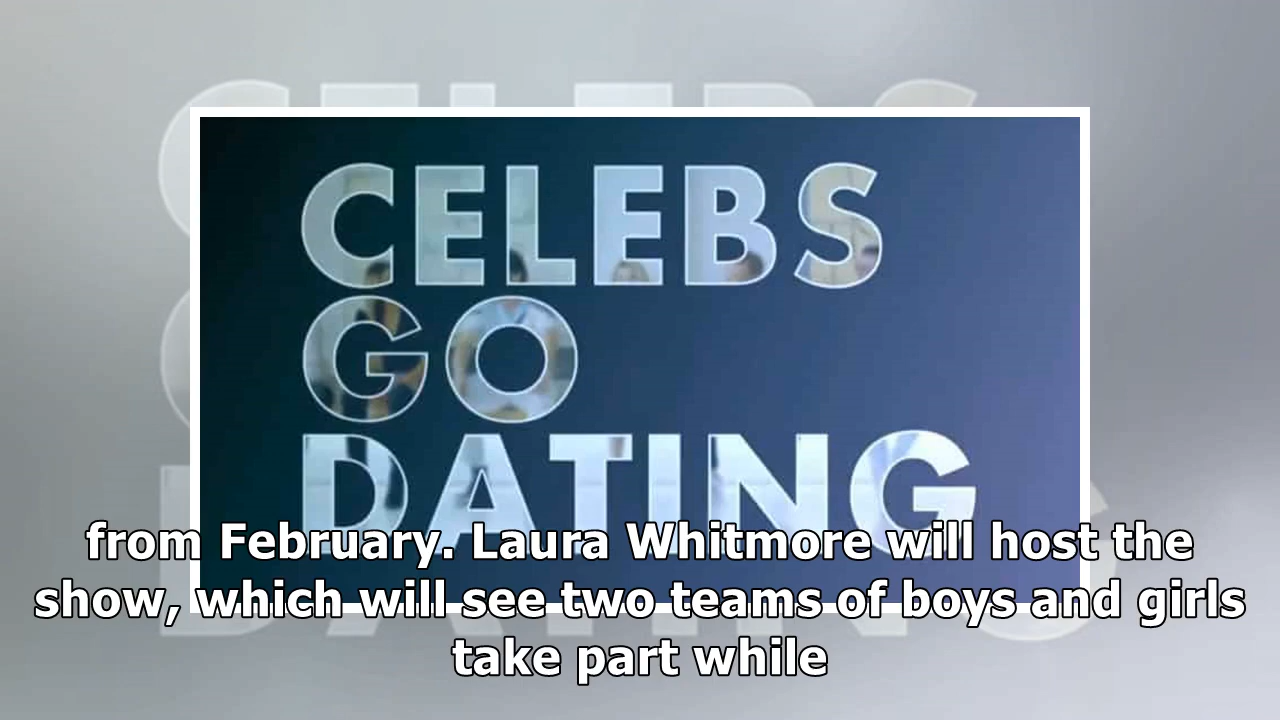 CELEBS
GO
DATING
from February. Laura Whitmore will host the
show, which will see two teams of boys and girls
take part while